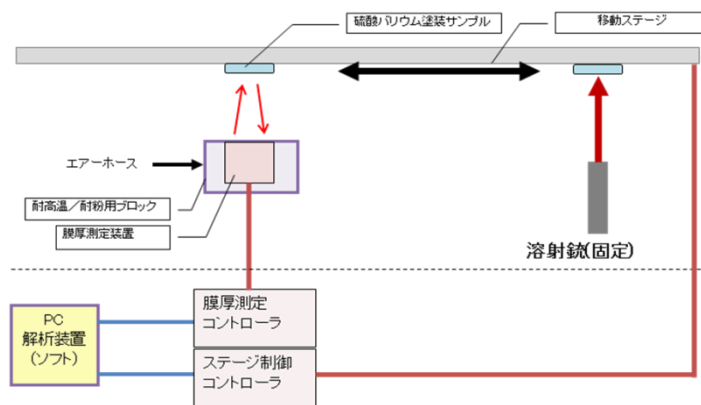 硫酸バリウム塗装サンプル
移動ステージ
エアーホース
耐高温／耐粉用ブロック
膜厚測定装置
溶射銃(固定)
膜厚測定
コントローラ
PC
解析装置
(ソフト)
ステージ制御
コントローラ